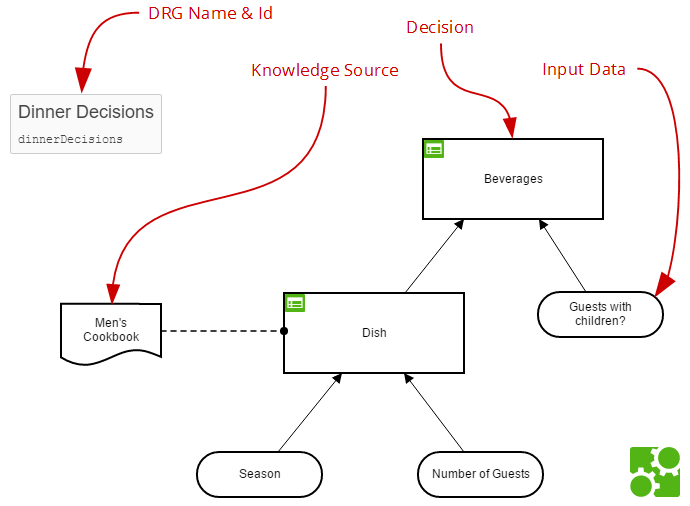 DRG Name & Id
Decision
Knowledge Source
Input Data
Dinner Decisions
dinnerDecisions
Beverages
Guests with
children?
Men's
Cookbook
Dish
Season
Number of Guests